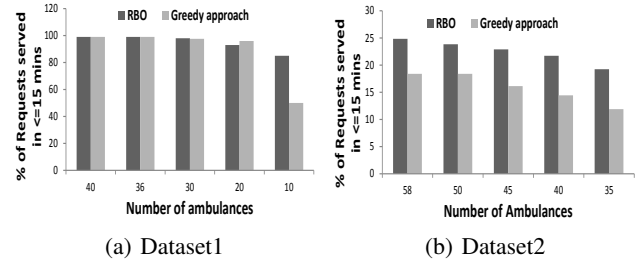 RBO Greedy approach
120
100
80
60
40
20
0
% of Requests served
in <=15 mins
40 36 30 20 10
Number of ambulances
(a) Dataset1
RBO Greedy approach
30
25
20
15
10
5
0
% of Requests served
in <=15 mins
58 50 45 40 35
Number of Ambulances
(b) Dataset2